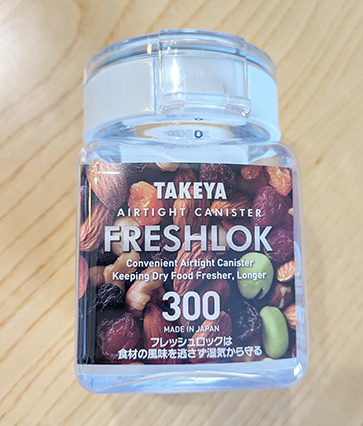 TAKEYA
AIRTIGHT CANISTER
FRESHLOK
Convenient Airtight Canister
Keeping Dry Food Fresher, Longer
300
MADE IN JAPAN
フレッシュロックは
食材の風味を逃さず湿気から守る